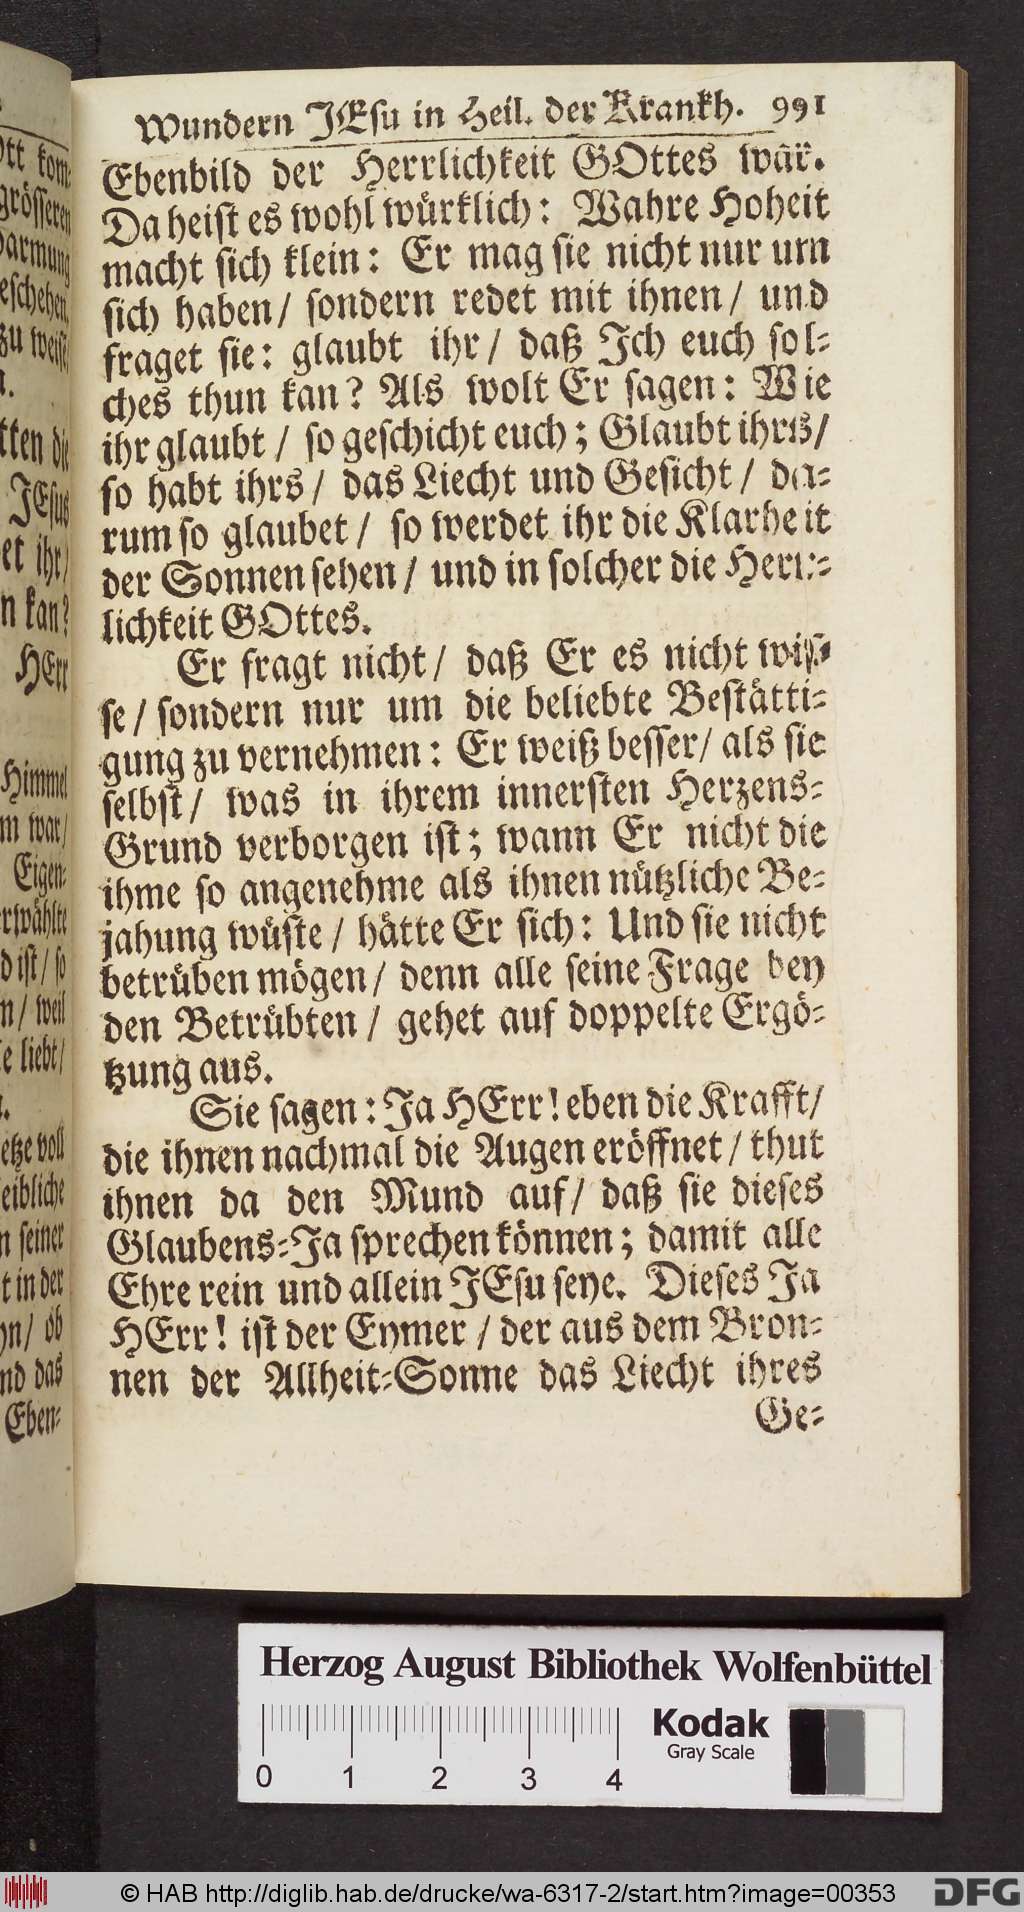 Wundern JEsu in Heil. der Krankh. 991
Ebenbild der Herrlichkeit GOttes wär.
Da heist es wohl würklich: Wahre Hoheit
macht sich klein: Er mag sie nicht nur um
sich haben/ sondern redet mit ihnen/ und
fraget sie: glaubt ihr/ daß Ich euch sol-
ches thun kan? Als wolt Er sagen: Wie
ihr glaubt/ so geschicht euch; Glaubt ihrs/
so habt ihrs/ das Liecht und Gesicht/ da-
rum so glaubet/ so werdet ihr die Klarheit
der Sonnen sehen/ und in solcher die Herr-
lichkeit GOttes.
Er fragt nicht/ daß Er es nicht wis-
se/ sondern nur um die beliebte Bestätti-
gung zu vernehmen: Er weiß besser/ als sie
selbst/ was in ihrem innersten Herzens-
Grund verborgen ist; wann Er nicht die
ihme so angenehme als ihnen nützliche Be-
jahung wüste/ hätte Er sich: Und sie nicht
betrüben mögen/ denn alle seine Frage bey
den Betrübten/ gehet auf doppelte Ergö-
tzung aus.
Sie sagen: Ja HErr! eben die Krafft/
die ihnen nachmal die Augen eröffnet/ thut
ihnen da den Mund auf/ daß sie dieses
Glaubens-Ja sprechen können; damit alle
Ehre rein und allein JEsu seye. Dieses Ja
HErr! ist der Eymer/ der aus dem Bron-
nen der Allheit-Sonne das Liecht ihres
Ge-
Herzog August Bibliothek Wolfenbüttel
0 1 2 3 4
Kodak
Gray Scale
© HAB http://diglib.hab.de/drucke/wa-6317-2/start.htm?image=00353
DFG